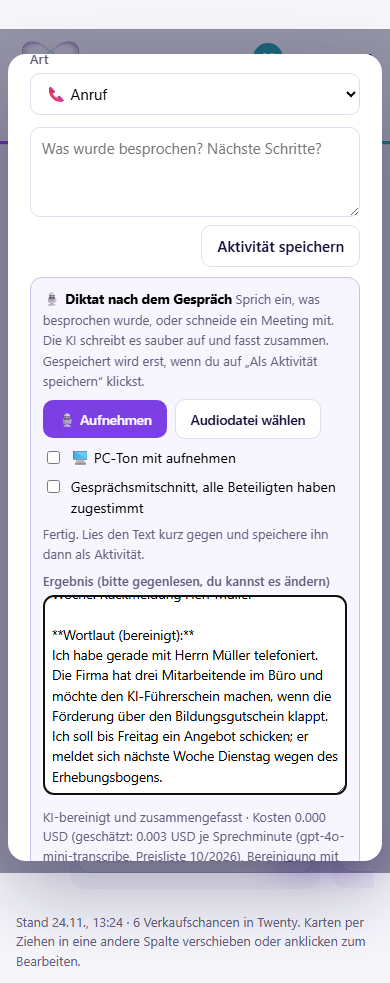 Art
Anruf
Was wurde besprochen? Nächste Schritte?
Aktivität speichern
Diktat nach dem Gespräch Sprich ein, was
besprochen wurde, oder schneide ein Meeting mit.
Die KI schreibt es sauber auf und fasst zusammen.
Gespeichert wird erst, wenn du auf „Als Aktivität
speichern“ klickst.
Aufnehmen
Audiodatei wählen
PC-Ton mit aufnehmen
Gesprächsmitschnitt, alle Beteiligten haben
zugestimmt
Fertig. Lies den Text kurz gegen und speichere ihn
dann als Aktivität.
Ergebnis (bitte gegenlesen, du kannst es ändern)
**Wortlaut (bereinigt):**
Ich habe gerade mit Herrn Müller telefoniert.
Die Firma hat drei Mitarbeitende im Büro und
möchte den KI-Führerschein machen, wenn die
Förderung über den Bildungsgutschein klappt.
Ich soll bis Freitag ein Angebot schicken; er
meldet sich nächste Woche Dienstag wegen des
Erhebungsbogens.
KI-bereinigt und zusammengefasst · Kosten 0.000
USD (geschätzt: 0.003 USD je Sprechminute (gpt-4o-
mini-transcribe, Preisliste 10/2026), Bereinigung mit
Stand 24.11., 13:24 · 6 Verkaufschancen in Twenty. Karten per
Ziehen in eine andere Spalte verschieben oder anklicken zum
Bearbeiten.